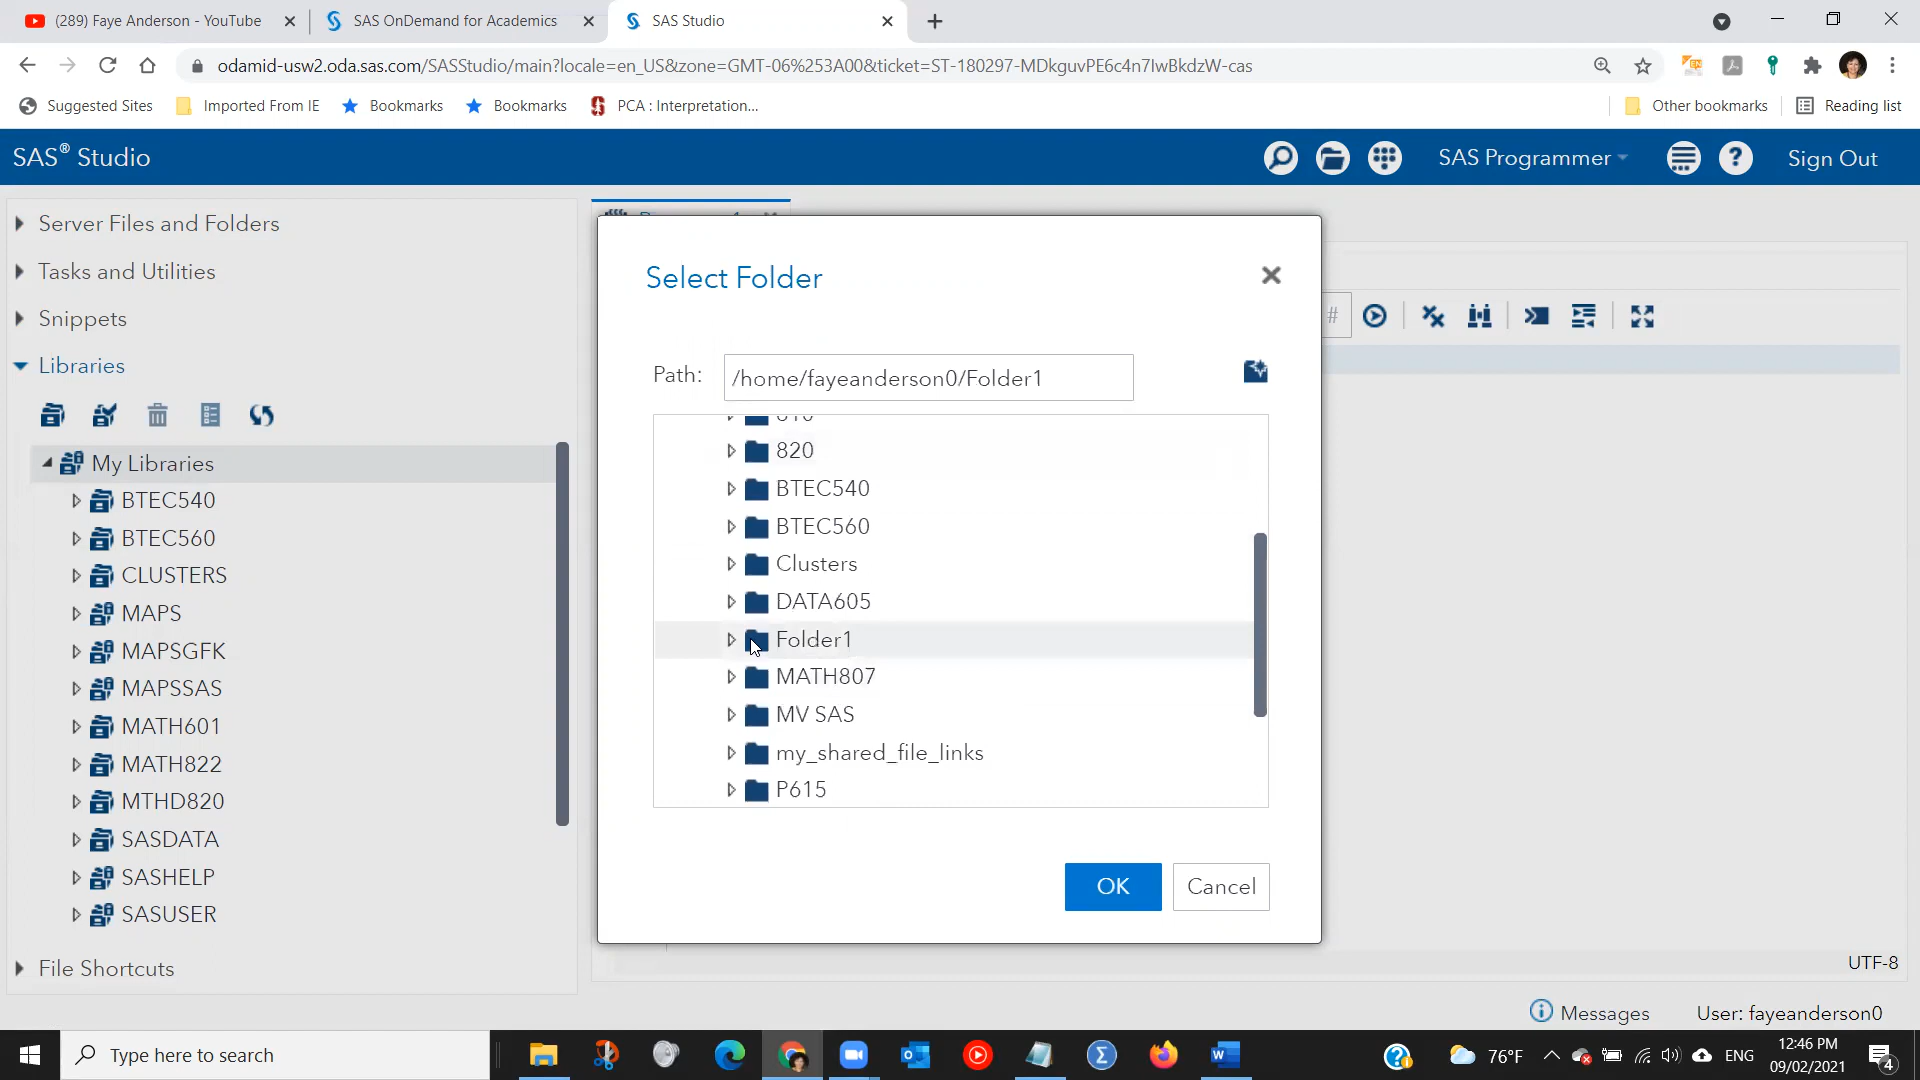 (289) Faye Anderson - YouTube
SAS OnDemand for Academics
SAS Studio
odamid-usw2.oda.sas.com/SASStudio/main?locale=en_US&zone=GMT-06%253A00&ticket=ST-180297-MDkguvPE6c4n7IwBkdzW-cas
Suggested Sites
Imported From IE
Bookmarks
Bookmarks
PCA : Interpretation...
Other bookmarks
Reading list
SAS® Studio
SAS Programmer
Sign Out
Server Files and Folders
Tasks and Utilities
Snippets
Libraries
My Libraries
BTEC540
BTEC560
CLUSTERS
MAPS
MAPSGFK
MAPSSAS
MATH601
MATH822
MTHD820
SASDATA
SASHELP
SASUSER
File Shortcuts
#
Select Folder
Path:
/home/fayeanderson0/Folder1
820
BTEC540
BTEC560
Clusters
DATA605
Folder1
MATH807
MV SAS
my_shared_file_links
P615
OK
Cancel
UTF-8
Messages
User: fayeanderson0
Type here to search
76°F
ENG
12:46 PM
09/02/2021
4